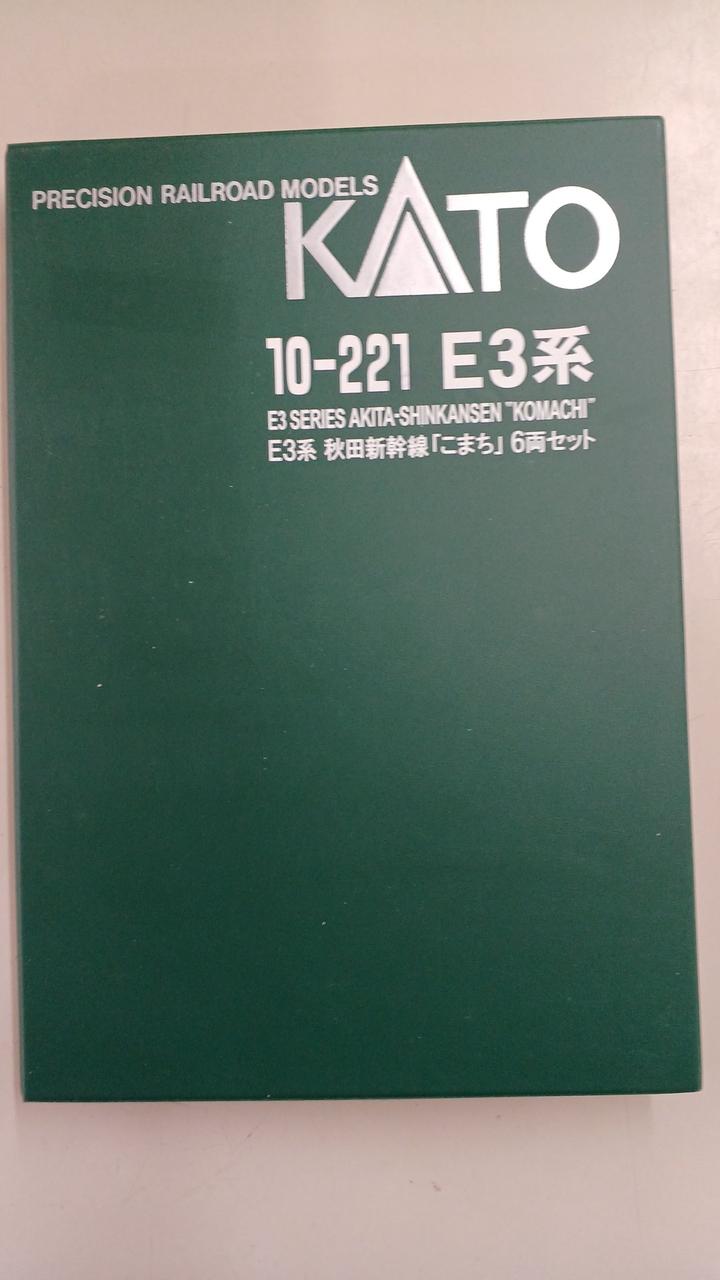 PRECISION RAILROAD MODELS
KATO
10-221 E3系
E3 SERIES AKITA-SHINKANSEN "KOMACHI"
E3系 秋田新幹線「こまち」 6両セット